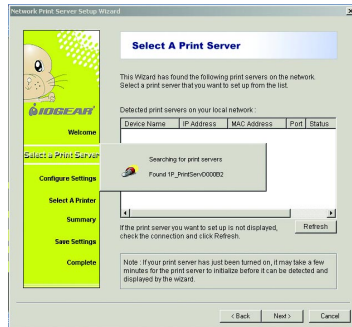 Network Print Server Setup Wizard
IOGEAR
Welcome
Select a Print Server
Configure Settings
Select A Printer
Summary
Save Settings
Complete
Select A Print Server
This Wizard has found the following print servers on the network.
Select a print server that you want to set up from the list.
Detected print servers on your local network :
Device Name IP Address MAC Address Port Status
Searching for print servers
Found 1P_PrintServD000B2
If the print server you want to set up is not displayed,
check the connection and click Refresh.
Refresh
Note : If your print server has just been turned on, it may take a few
minutes for the print server to initialize before it can be detected and
displayed by the wizard.
< Back Next > Cancel